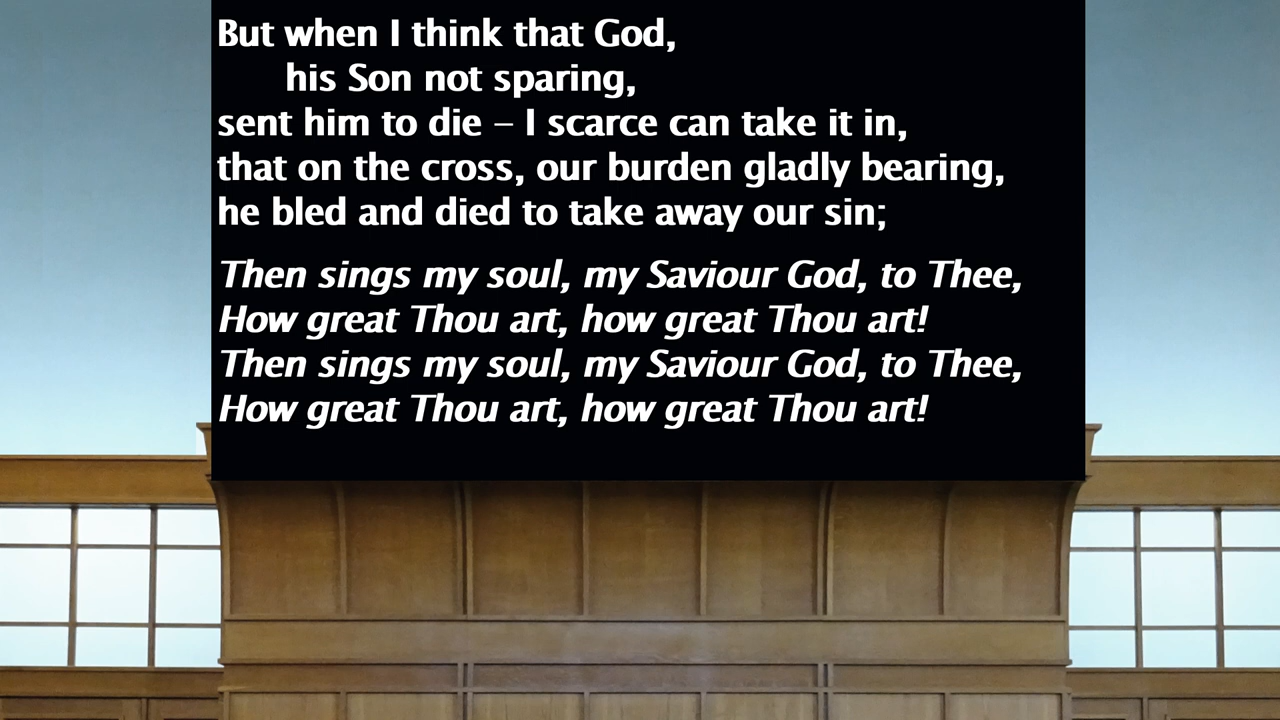 But when I think that God,
his Son not sparing,
sent him to die – I scarce can take it in,
that on the cross, our burden gladly bearing,
he bled and died to take away our sin;
Then sings my soul, my Saviour God, to Thee,
How great Thou art, how great Thou art!
Then sings my soul, my Saviour God, to Thee,
How great Thou art, how great Thou art!